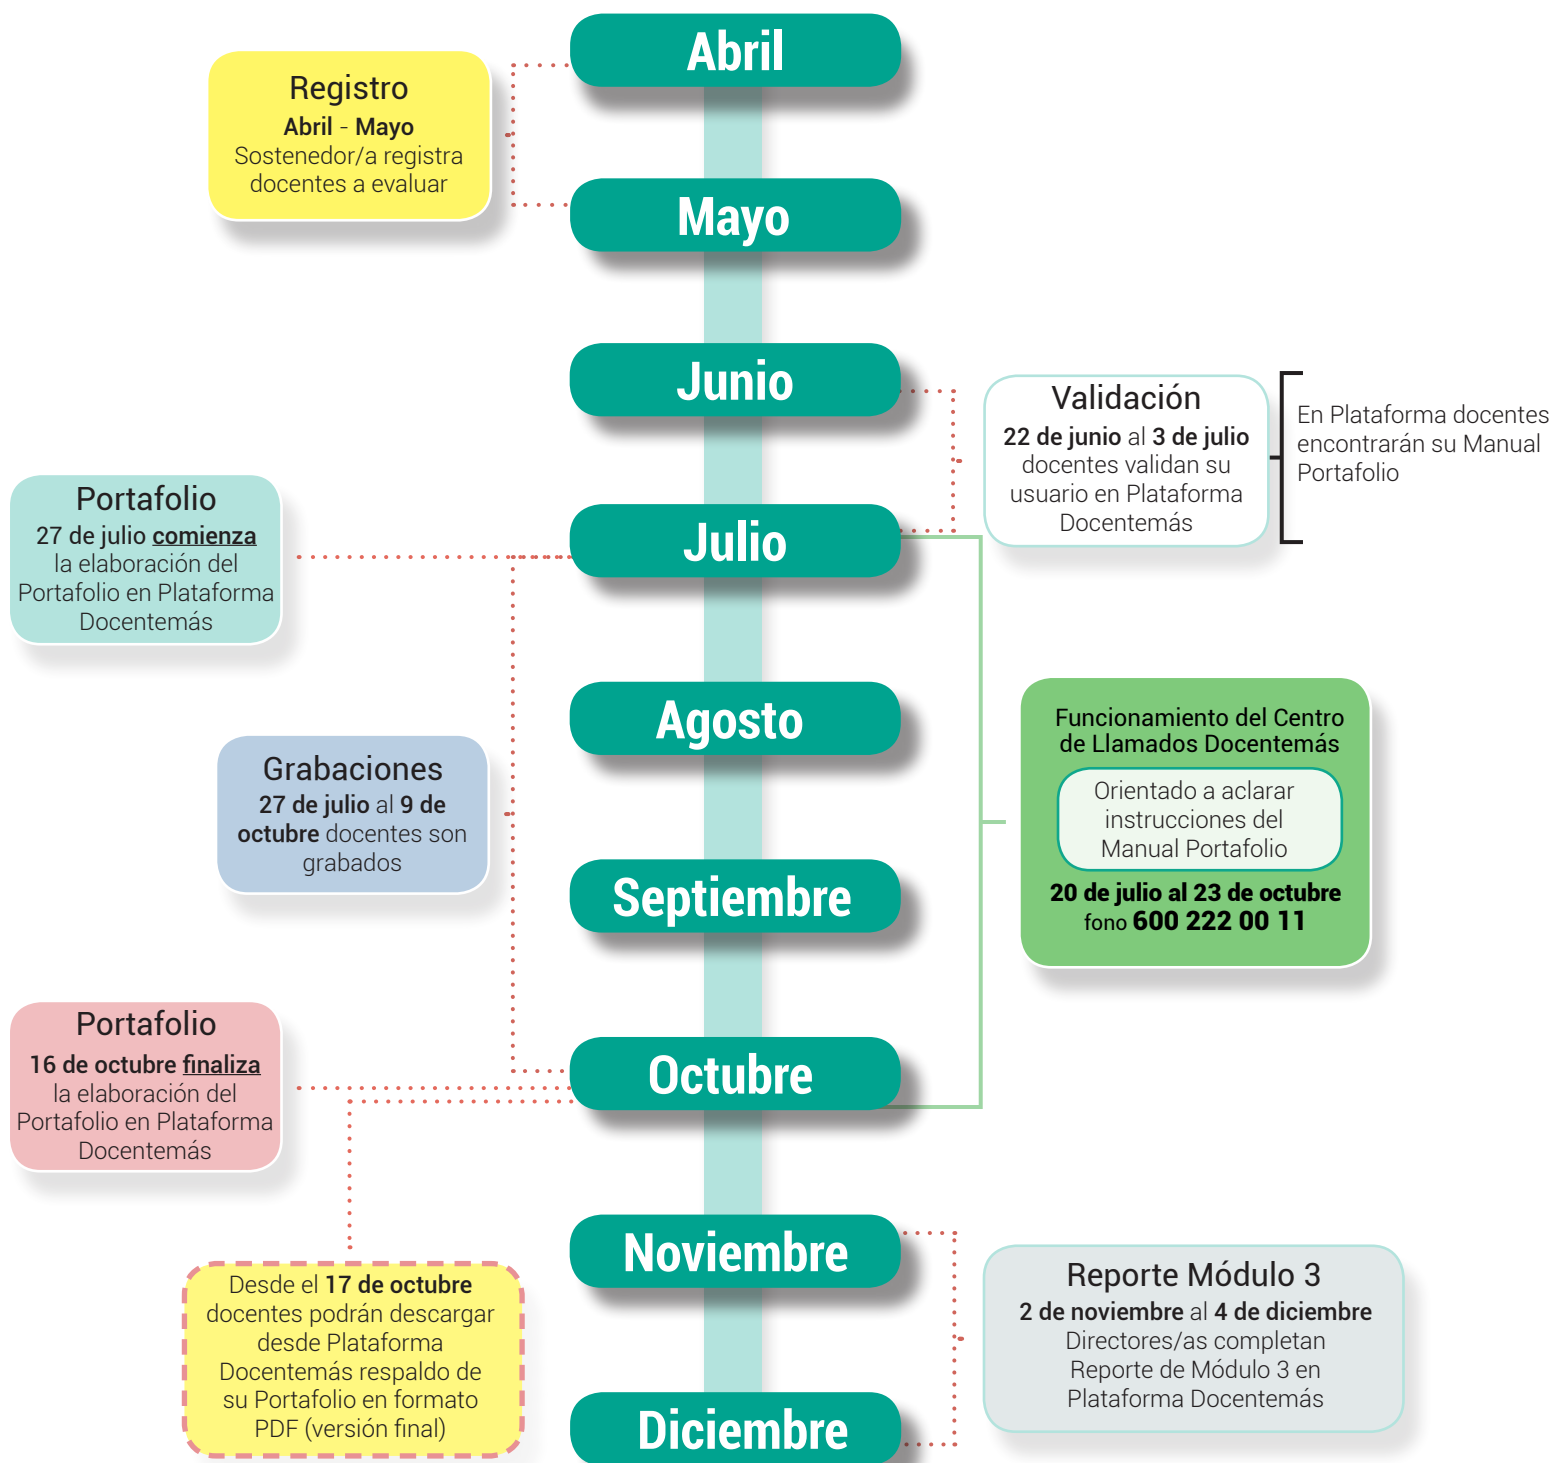 Abril
Registro
Abril - Mayo
Sostenedor/a registra
docentes a evaluar
Mayo
Junio
Validación
22 de junio al 3 de julio
docentes validan su
usuario en Plataforma
Docentemás
En Plataforma docentes
encontrarán su Manual
Portafolio
Portafolio
27 de julio comienza
la elaboración del
Portafolio en Plataforma
Docentemás
Julio
Agosto
Funcionamiento del Centro
de Llamados Docentemás
Orientado a aclarar
instrucciones del
Manual Portafolio
20 de julio al 23 de octubre
fono 600 222 00 11
Grabaciones
27 de julio al 9 de
octubre docentes son
grabados
Septiembre
Portafolio
16 de octubre finaliza
la elaboración del
Portafolio en Plataforma
Docentemás
Octubre
Noviembre
Desde el 17 de octubre
docentes podrán descargar
desde Plataforma
Docentemás respaldo de
su Portafolio en formato
PDF (versión final)
Reporte Módulo 3
2 de noviembre al 4 de diciembre
Directores/as completan
Reporte de Módulo 3 en
Plataforma Docentemás
Diciembre